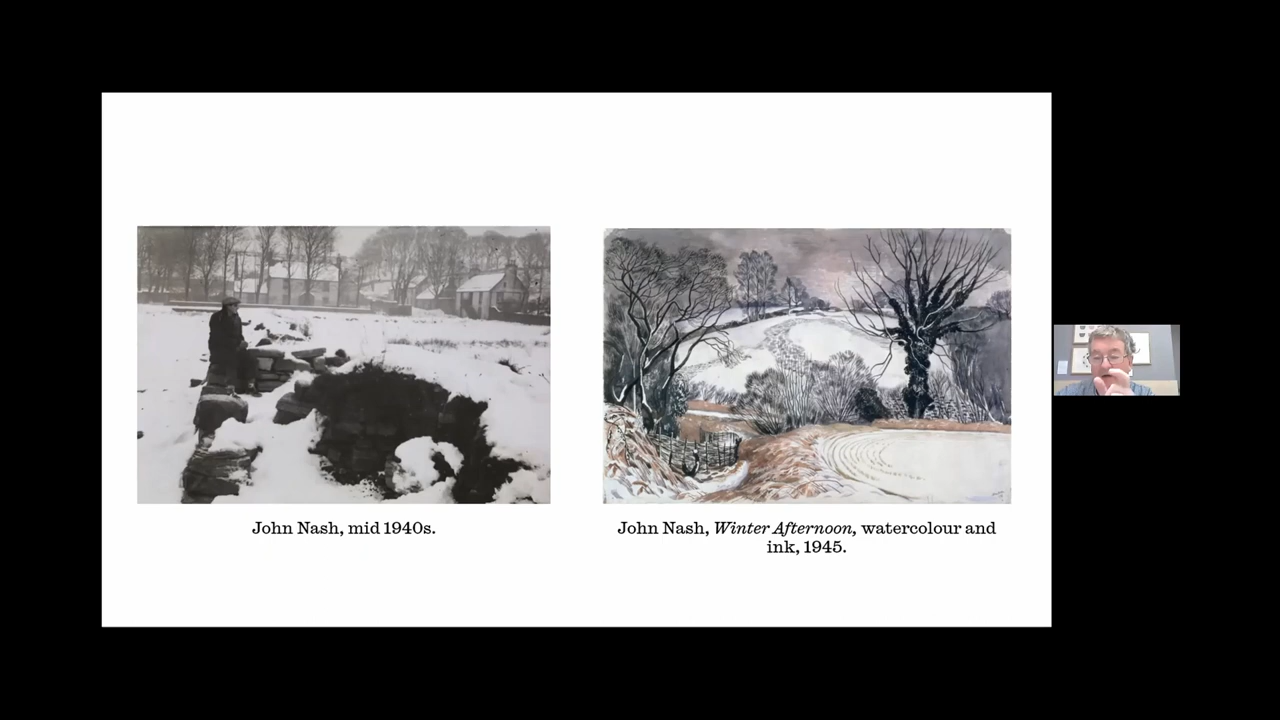 John Nash, mid 1940s.
John Nash, Winter Afternoon, watercolour and
ink, 1945.